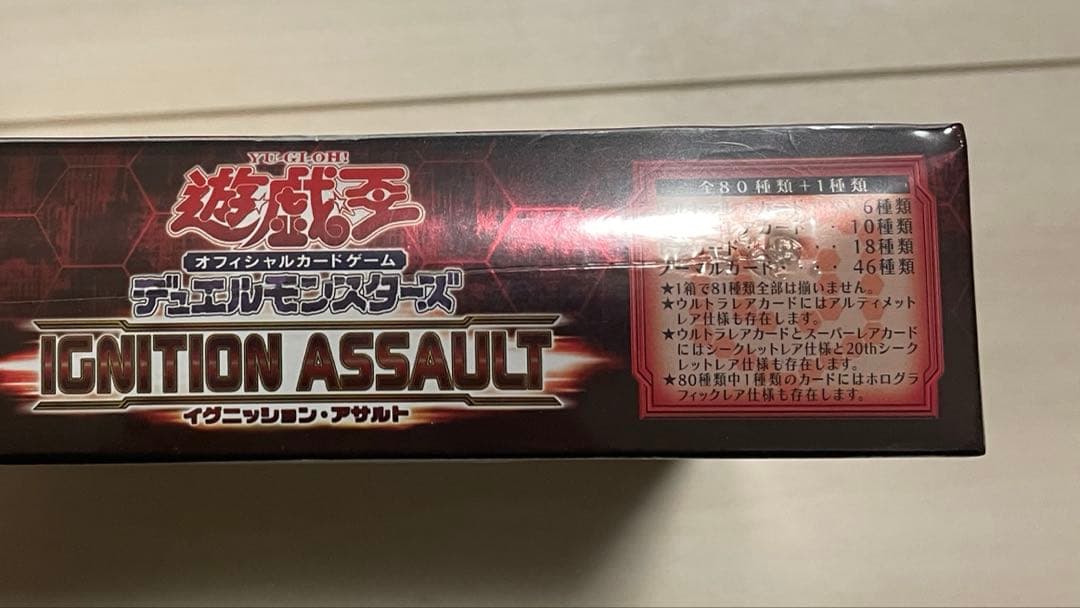 YU-GI-OH!
遊☆戯☆王
オフィシャルカードゲーム
デュエルモンスターズ
IGNITION ASSAULT
イグニッション・アサルト
全80種類+1種類
6種類
カード・・10種類
・・・18種類
ノーマルカード・・・・46種類
★1箱で81種類全部は揃いません。
★ウルトラレアカードにはアルティメット
レア仕様も存在します。
★ウルトラレアカードとスーパーレアカード
にはシークレットレア仕様と20thシーク
レットレア仕様も存在します。
★80種類中1種類のカードにはホログラ
フィックレア仕様も存在します。